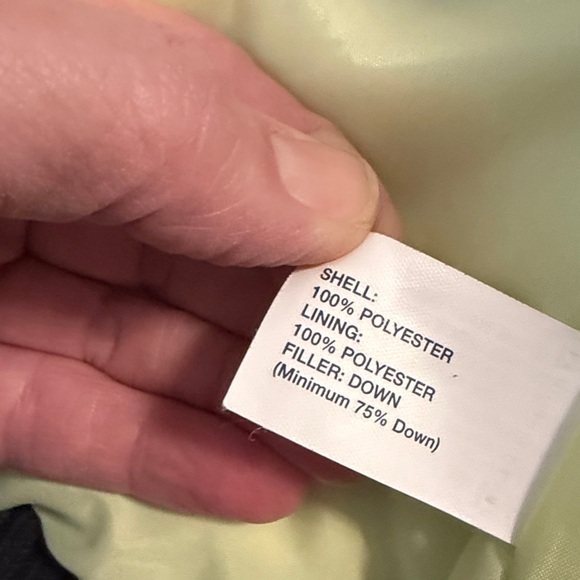 SHELL:
100% POLYESTER
LINING:
100% POLYESTER
FILLER: DOWN
(Minimum 75% Down)